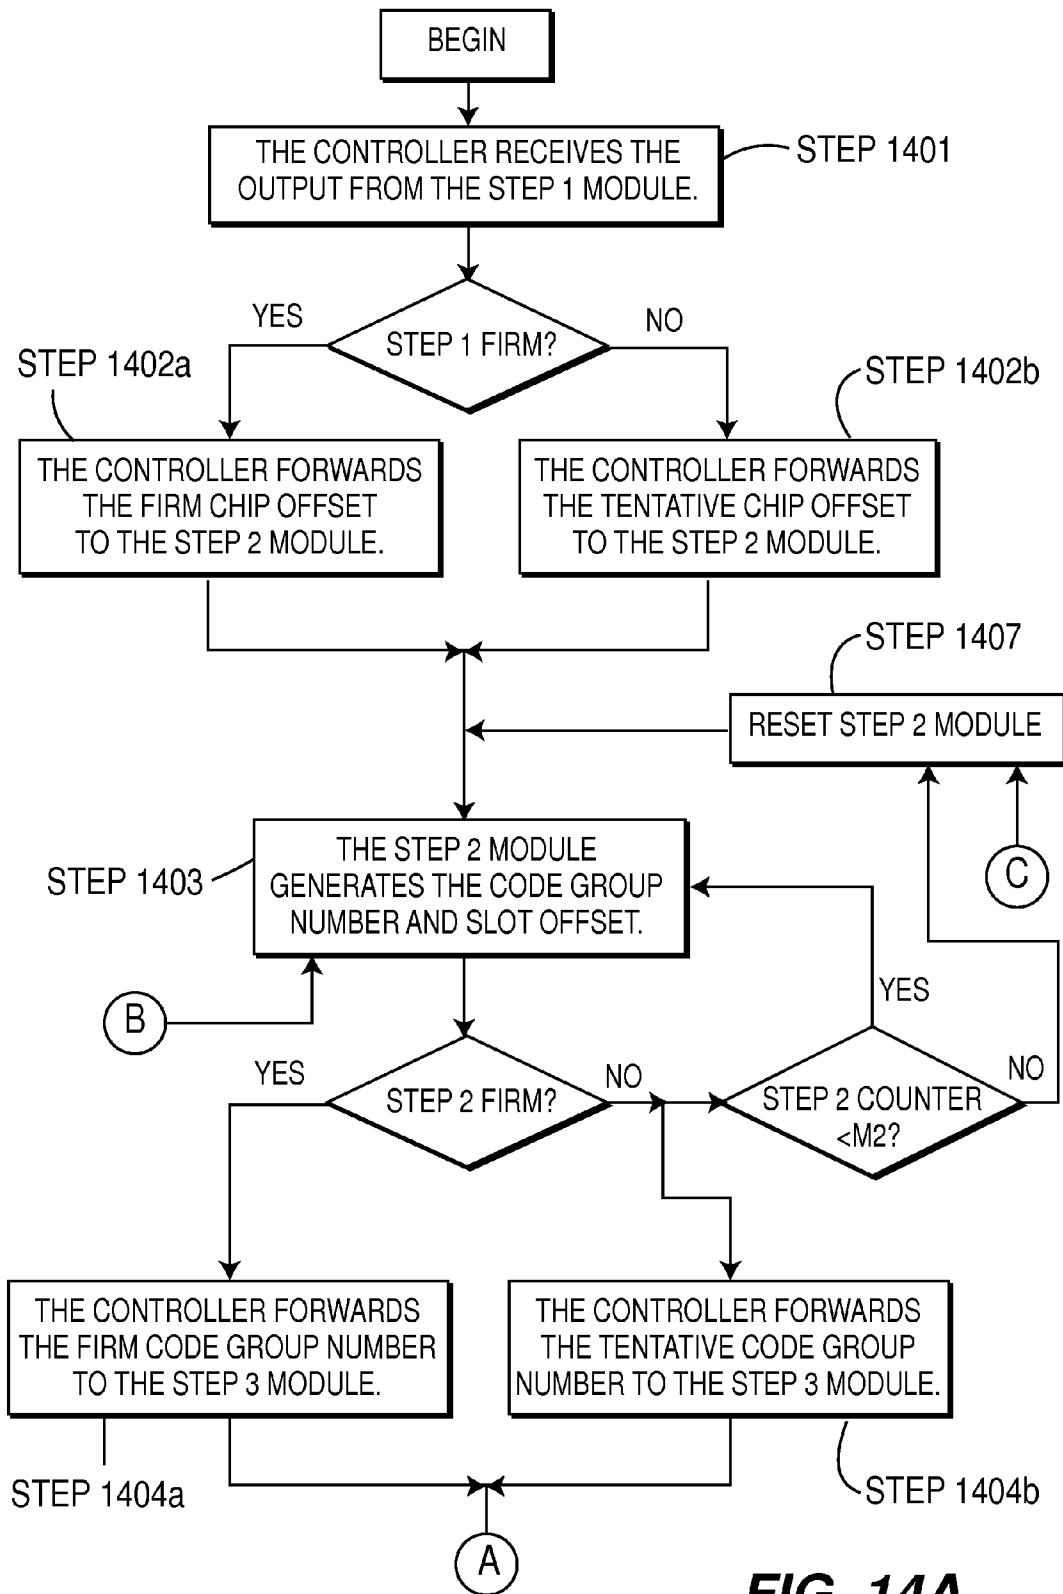 BEGIN
THE CONTROLLER RECEIVES THE
OUTPUT FROM THE STEP 1 MODULE.
STEP 1401
YES
STEP 1 FIRM?
NO
STEP 1402a
STEP 1402b
THE CONTROLLER FORWARDS
THE FIRM CHIP OFFSET
TO THE STEP 2 MODULE.
THE CONTROLLER FORWARDS
THE TENTATIVE CHIP OFFSET
TO THE STEP 2 MODULE.
STEP 1407
RESET STEP 2 MODULE
THE STEP 2 MODULE
GENERATES THE CODE GROUP
NUMBER AND SLOT OFFSET.
STEP 1403
C
B
YES
YES
STEP 2 FIRM?
NO
STEP 2 COUNTER
<M2?
NO
THE CONTROLLER FORWARDS
THE FIRM CODE GROUP NUMBER
TO THE STEP 3 MODULE.
THE CONTROLLER FORWARDS
THE TENTATIVE CODE GROUP
NUMBER TO THE STEP 3 MODULE.
STEP 1404a
STEP 1404b
A
FIG. 14A